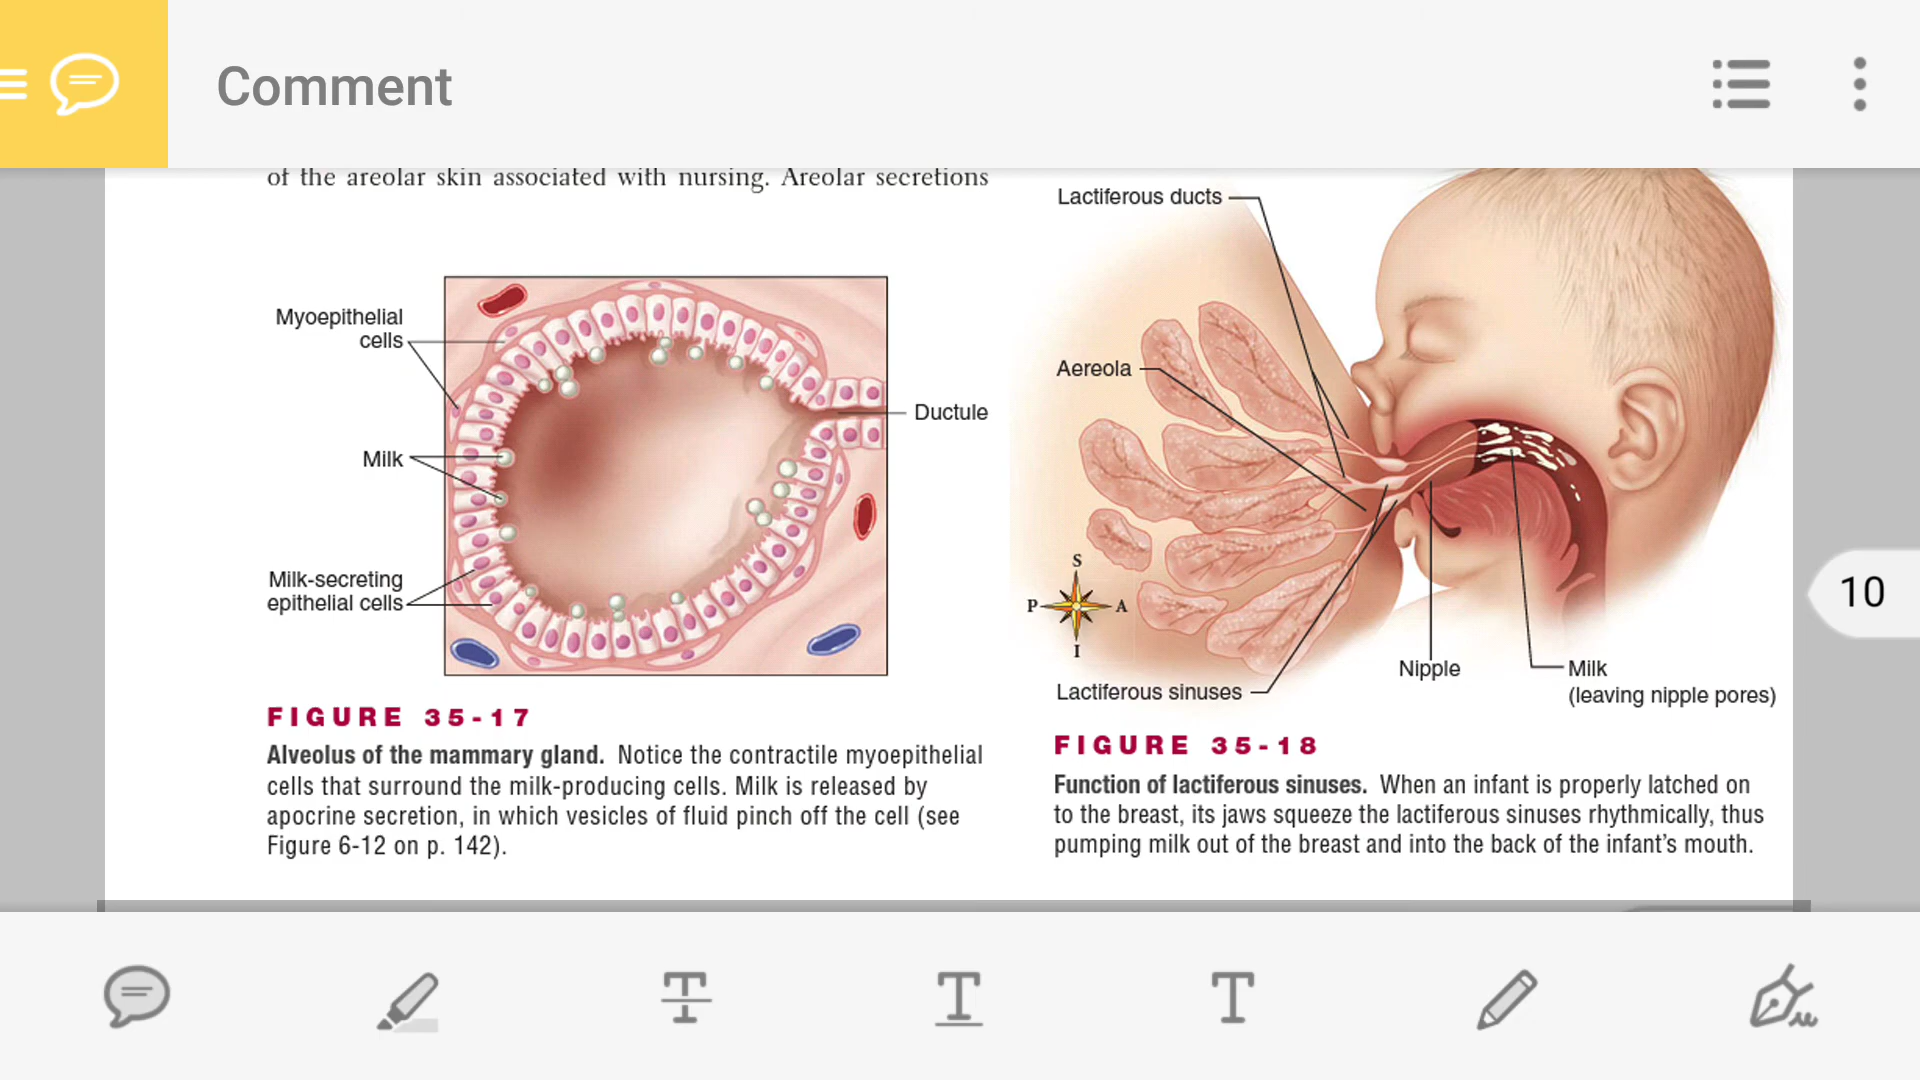 Comment
of the areolar skin associated with nursing. Areolar secretions
Myoepithelial
cells
Milk
Milk-secreting
epithelial cells
Ductule
FIGURE 35-17
Alveolus of the mammary gland. Notice the contractile myoepithelial
cells that surround the milk-producing cells. Milk is released by
apocrine secretion, in which vesicles of fluid pinch off the cell (see
Figure 6-12 on p. 142).
Lactiferous ducts
Aereola
S
P A
I
Lactiferous sinuses
Nipple
Milk
(leaving nipple pores)
FIGURE 35-18
Function of lactiferous sinuses. When an infant is properly latched on
to the breast, its jaws squeeze the lactiferous sinuses rhythmically, thus
pumping milk out of the breast and into the back of the infant's mouth.
10
T T T